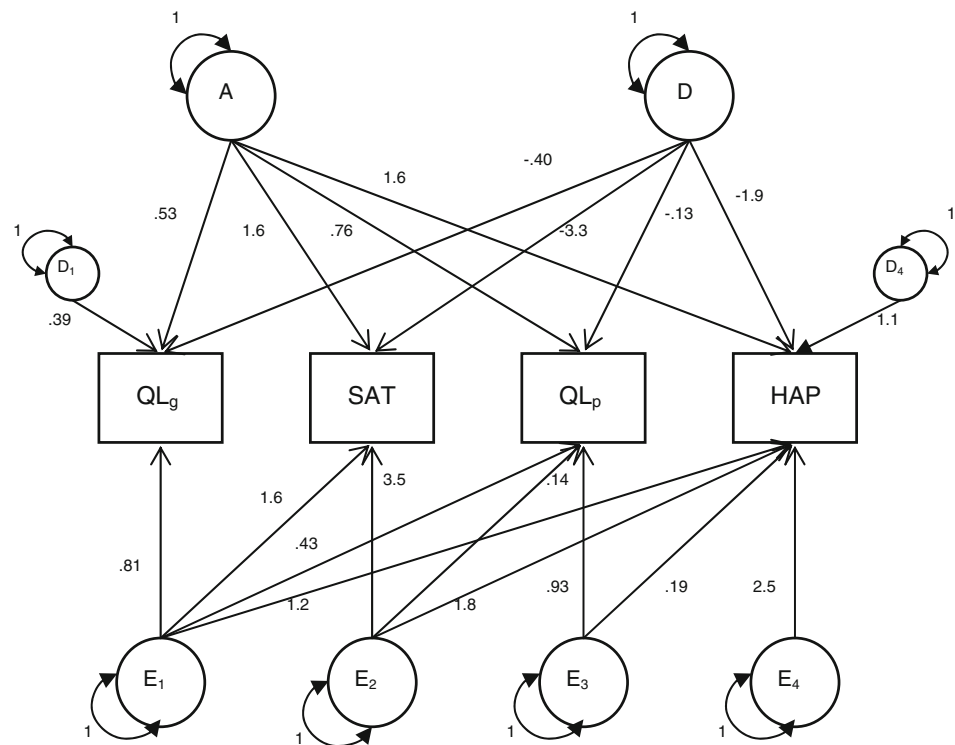 1 1
A D
-.40
1.6 -1.9
.53 -.13
1 1.6 .76 -3.3 1
D₁ D₄
.39 1.1
QLg SAT QLp HAP
3.5 .14
1.6
.43
.81 .93 .19 2.5
1.2 1.8
E₁ E₂ E₃ E₄
1 1 1 1